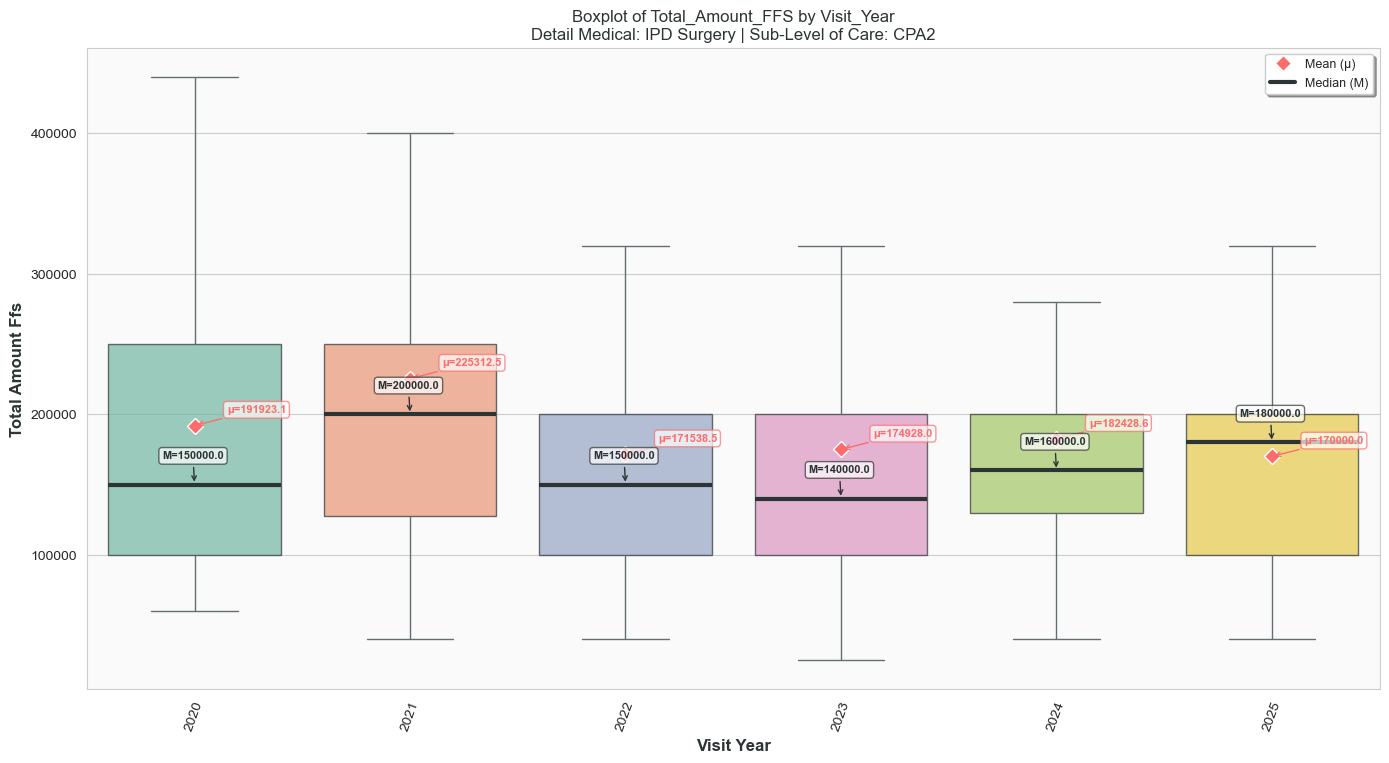 Boxplot of Total_Amount_FFS by Visit_Year
Detail Medical: IPD Surgery | Sub-Level of Care: CPA2
Mean (μ)
Median (M)
Total Amount Ffs
400000
300000
200000
100000
μ=191923.1
M=150000.0
μ=225312.5
M=200000.0
μ=171538.5
M=150000.0
μ=174928.0
M=140000.0
μ=182428.6
M=160000.0
M=180000.0
μ=170000.0
2020
2021
2022
2023
2024
2025
Visit Year